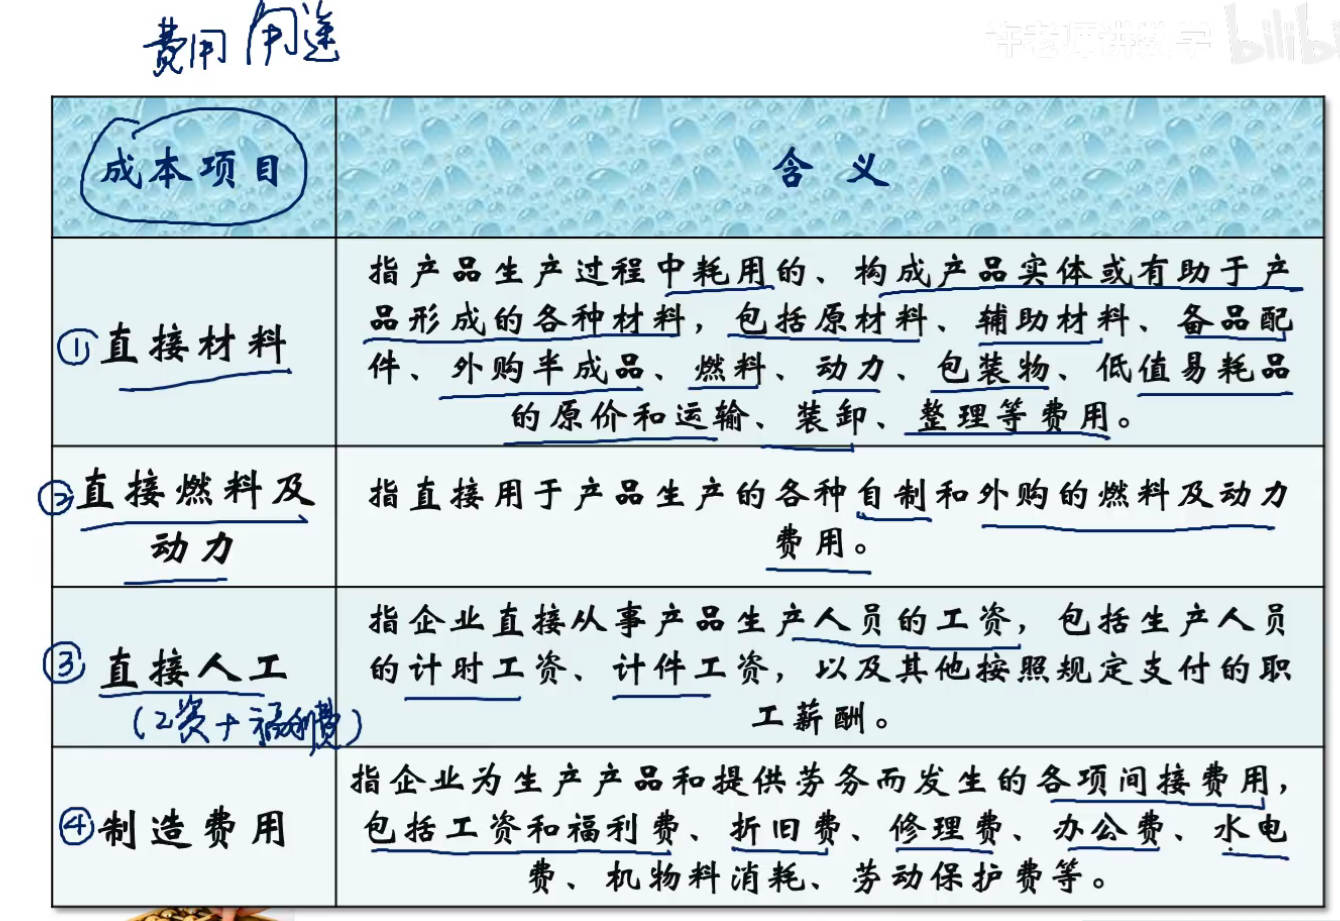 费用用途
许老师讲数学
bilibi
成本项目
含义
①直接材料
指产品生产过程中耗用的、构成产品实体或有助于产
品形成的各种材料，包括原材料、辅助材料、备品配
件、外购半成品、燃料、动力、包装物、低值易耗品
的原价和运输、装卸、整理等费用。
②直接燃料及
动力
指直接用于产品生产的各种自制和外购的燃料及动力
费用。
③直接人工
(工资+福利费)
指企业直接从事产品生产人员的工资，包括生产人员
的计时工资、计件工资，以及其他按照规定支付的职
工薪酬。
④制造费用
指企业为生产产品和提供劳务而发生的各项间接费用，
包括工资和福利费、折旧费、修理费、办公费、水电
费、机物料消耗、劳动保护费等。